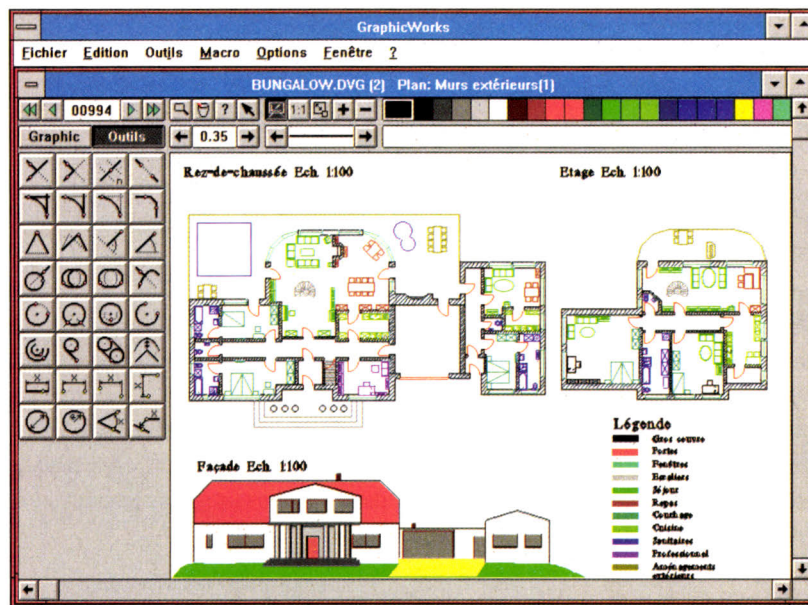 GraphicWorks
Fichier Edition Outils Macro Options Fenêtre ?
BUNGALOW.DVG [2] Plan: Murs extérieurs[1]
00994 ? 1:1 + −
Graphic Outils 0.35
Rez-de-chaussée Ech. 1:100
Etage Ech. 1:100
Légende
Gros oeuvre
Portes
Fenêtres
Escaliers
Séjour
Repas
Couchage
Cuisine
Sanitaires
Professionnel
Aménagements
extérieurs
Façade Ech. 1:100